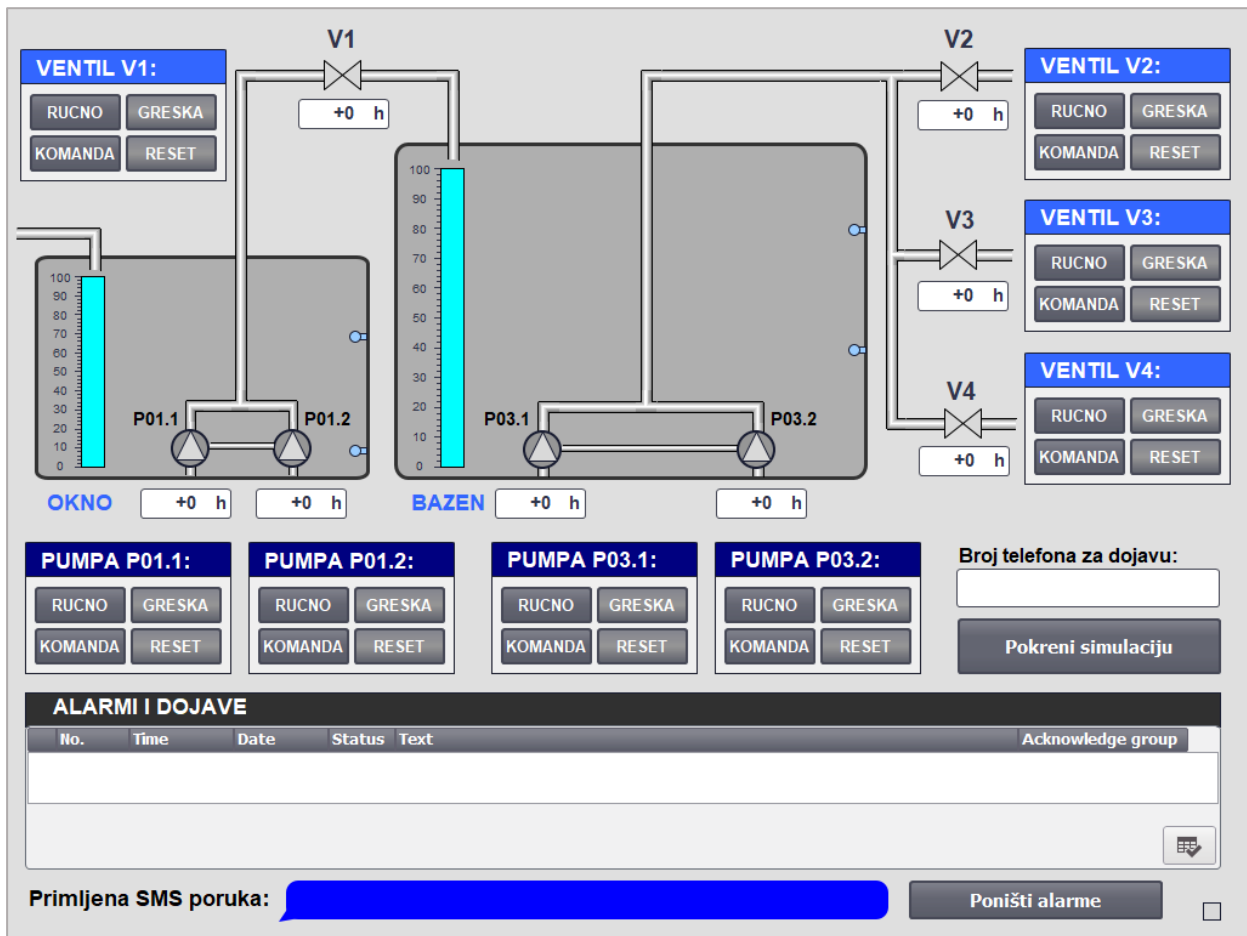 V1
V2
VENTIL V1:
RUCNO GRESKA
KOMANDA RESET
+0 h
+0 h
VENTIL V2:
RUCNO GRESKA
KOMANDA RESET
V3
+0 h
VENTIL V3:
RUCNO GRESKA
KOMANDA RESET
V4
+0 h
VENTIL V4:
RUCNO GRESKA
KOMANDA RESET
100
90
80
70
60
50
40
30
20
10
0
P01.1
P01.2
100
90
80
70
60
50
40
30
20
10
0
P03.1
P03.2
OKNO
+0 h
+0 h
BAZEN
+0 h
+0 h
PUMPA P01.1:
RUCNO GRESKA
KOMANDA RESET
PUMPA P01.2:
RUCNO GRESKA
KOMANDA RESET
PUMPA P03.1:
RUCNO GRESKA
KOMANDA RESET
PUMPA P03.2:
RUCNO GRESKA
KOMANDA RESET
Broj telefona za dojavu:
Pokreni simulaciju
ALARMI I DOJAVE
No. Time Date Status Text Acknowledge group
Primljena SMS poruka:
Poništi alarme